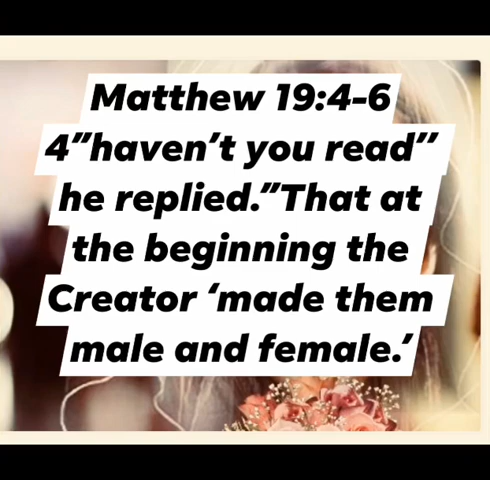 Matthew 19:4-6
4"haven't you read"
he replied."That at
the beginning the
Creator 'made them
male and female.'